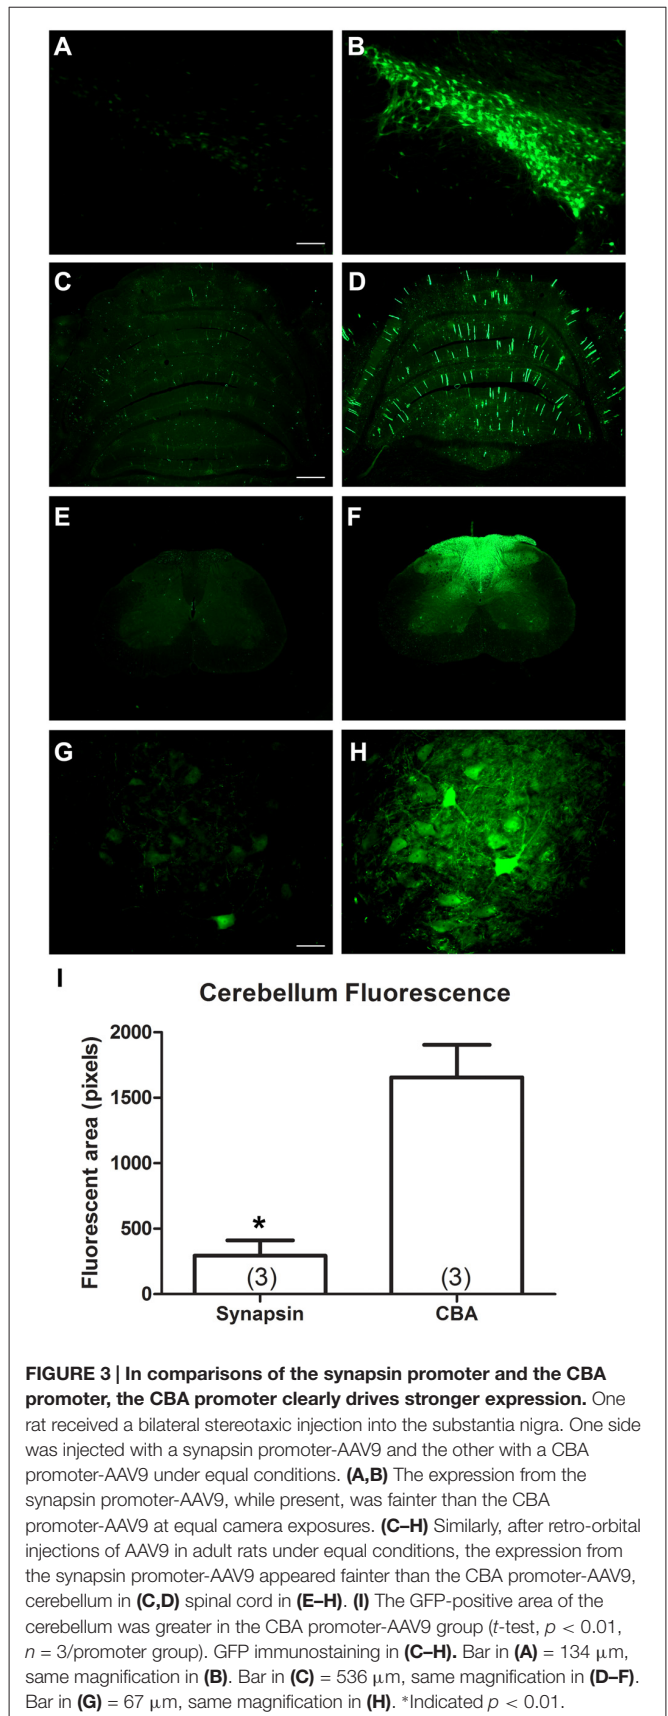 A
B
C
D
E
F
G
H
I
Cerebellum Fluorescence
Fluorescent area (pixels)
2000
1500
1000
500
0
*
(3)
(3)
Synapsin
CBA
FIGURE 3 | In comparisons of the synapsin promoter and the CBA
promoter, the CBA promoter clearly drives stronger expression. One
rat received a bilateral stereotaxic injection into the substantia nigra. One side
was injected with a synapsin promoter-AAV9 and the other with a CBA
promoter-AAV9 under equal conditions. (A,B) The expression from the
synapsin promoter-AAV9, while present, was fainter than the CBA
promoter-AAV9 at equal camera exposures. (C–H) Similarly, after retro-orbital
injections of AAV9 in adult rats under equal conditions, the expression from
the synapsin promoter-AAV9 appeared fainter than the CBA promoter-AAV9,
cerebellum in (C,D) spinal cord in (E–H). (I) The GFP-positive area of the
cerebellum was greater in the CBA promoter-AAV9 group (t-test, p < 0.01,
n = 3/promoter group). GFP immunostaining in (C–H). Bar in (A) = 134 μm,
same magnification in (B). Bar in (C) = 536 μm, same magnification in (D–F).
Bar in (G) = 67 μm, same magnification in (H). *Indicated p < 0.01.